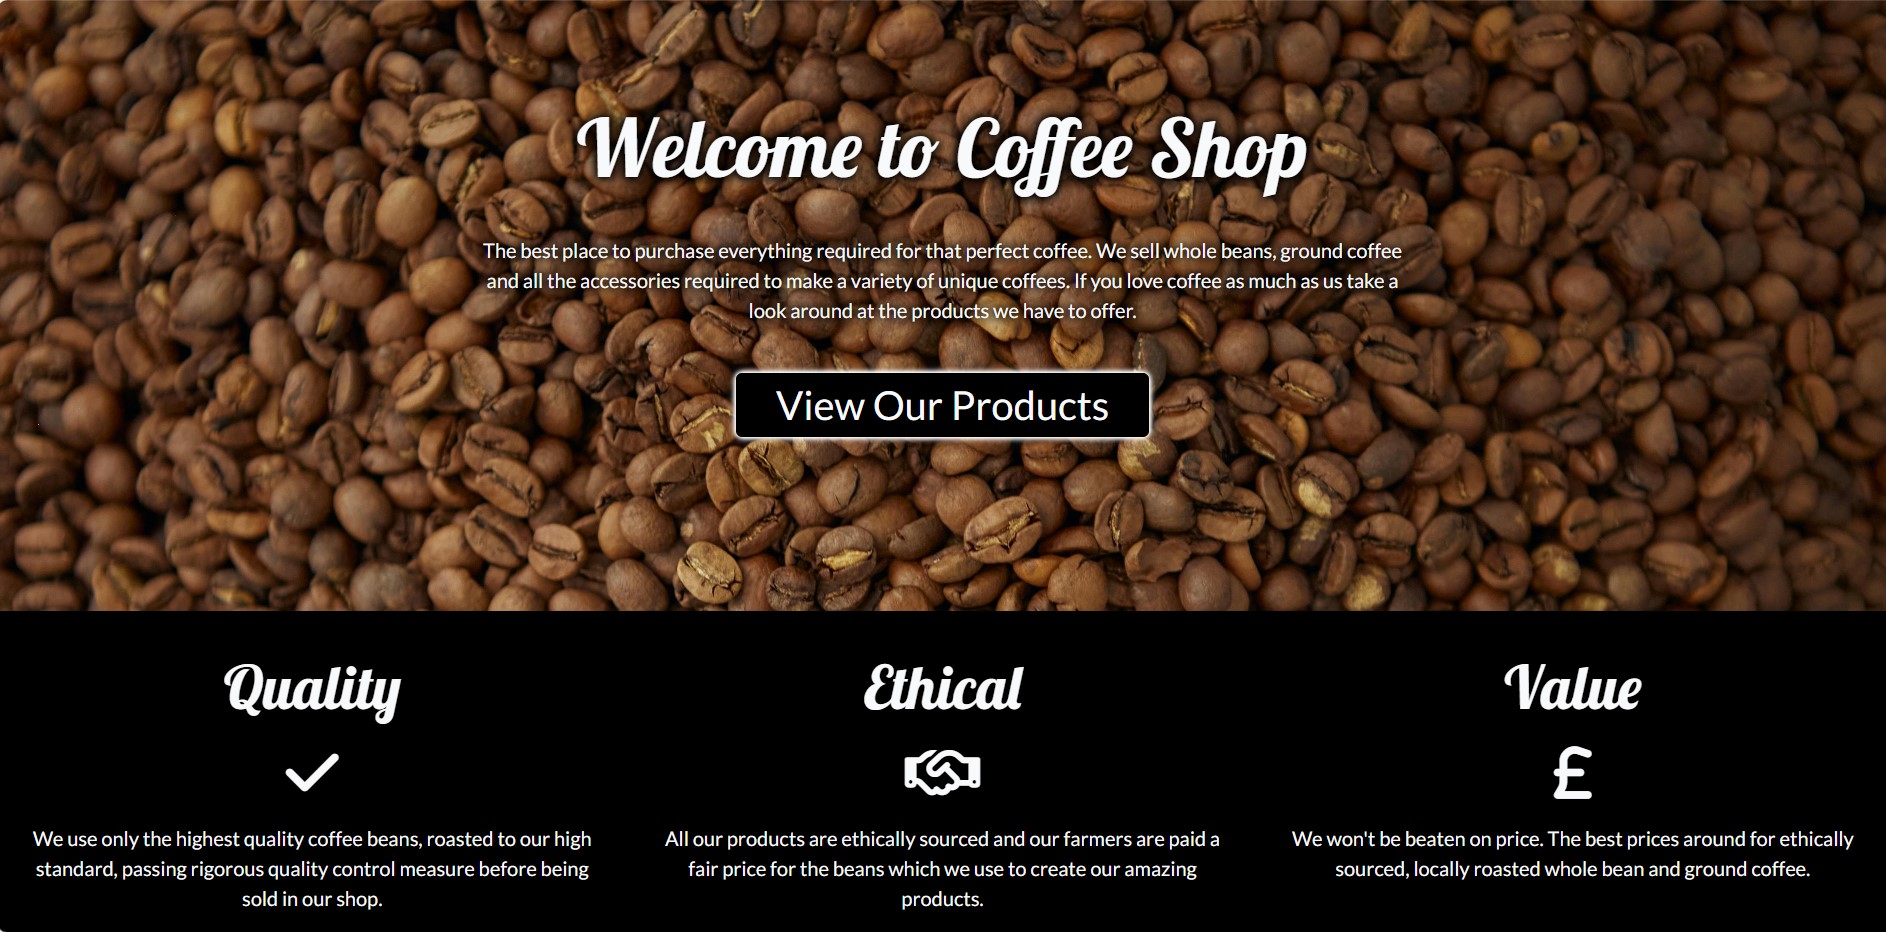 Welcome to Coffee Shop
The best place to purchase everything required for that perfect coffee. We sell whole beans, ground coffee
and all the accessories required to make a variety of unique coffees. If you love coffee as much as us take a
look around at the products we have to offer.
View Our Products
Quality
We use only the highest quality coffee beans, roasted to our high
standard, passing rigorous quality control measure before being
sold in our shop.
Ethical
All our products are ethically sourced and our farmers are paid a
fair price for the beans which we use to create our amazing
products.
Value
£
We won't be beaten on price. The best prices around for ethically
sourced, locally roasted whole bean and ground coffee.